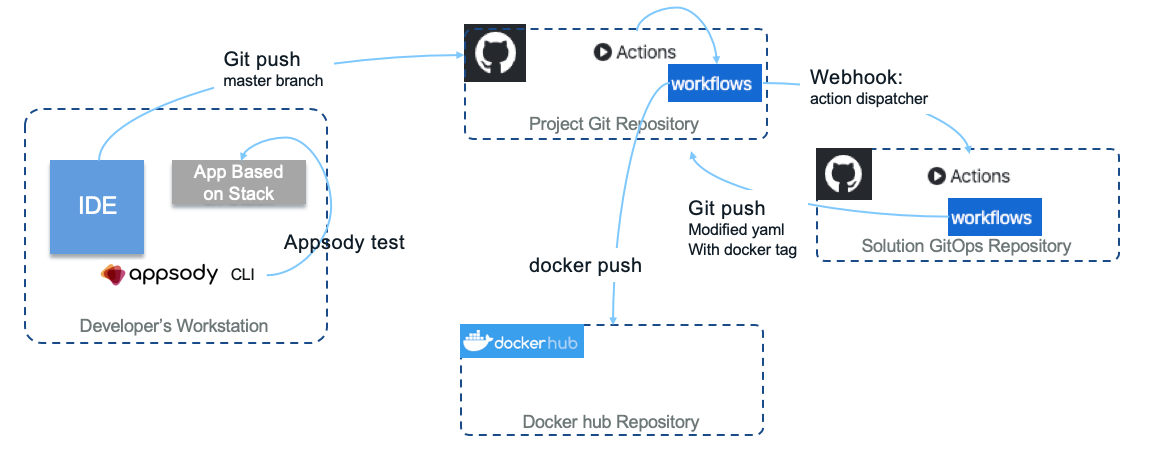 Git push
master branch
IDE
App Based
on Stack
Appsody test
appsody CLI
Developer’s Workstation
Actions
workflows
Project Git Repository
Webhook:
action dispatcher
Actions
workflows
Solution GitOps Repository
Git push
Modified yaml
With docker tag
docker push
dockerhub
Docker hub Repository